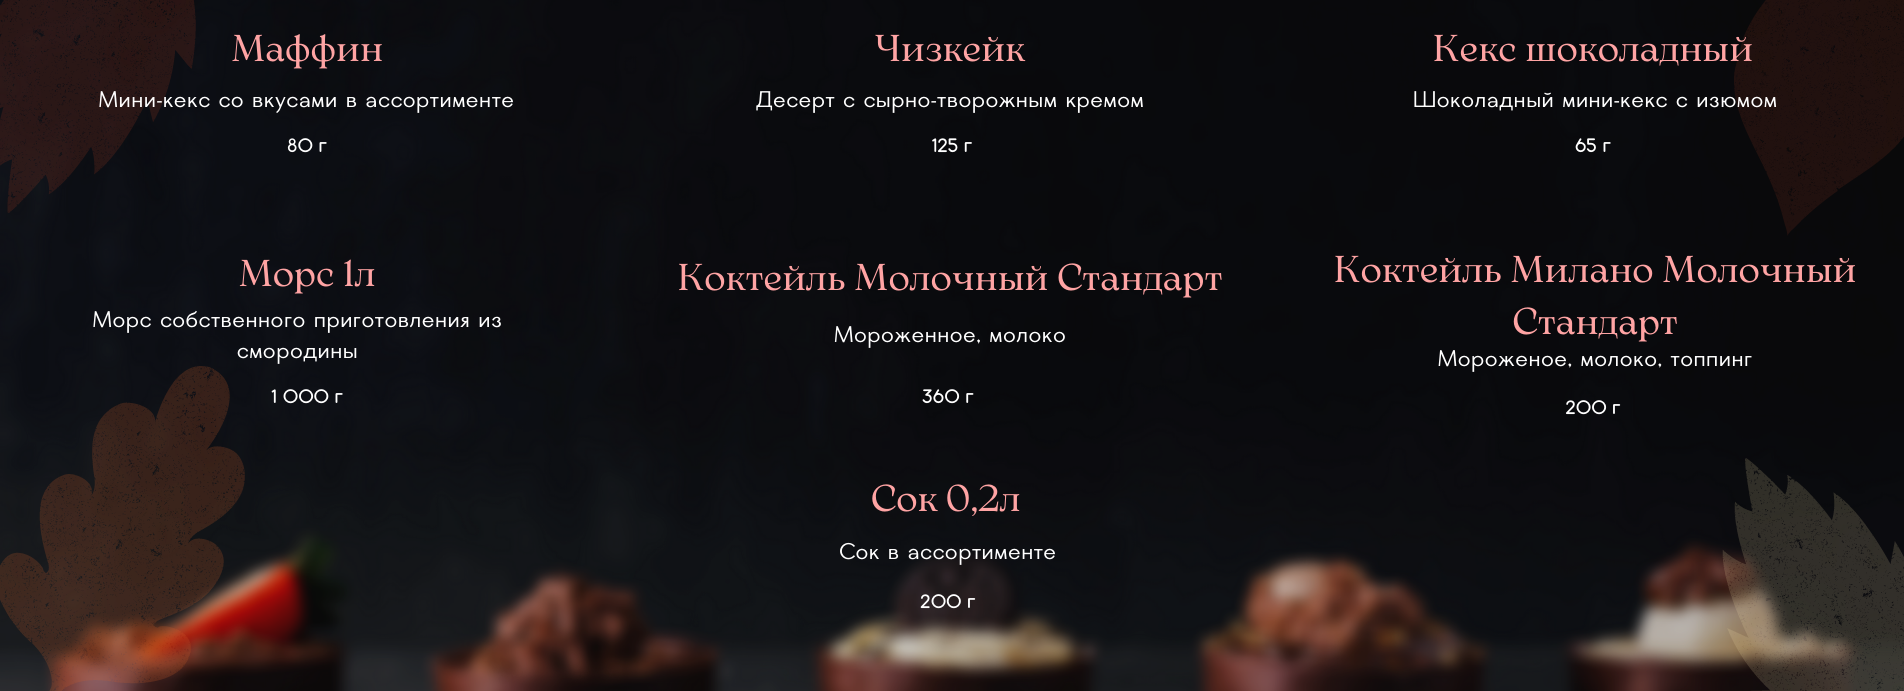 Маффин
Мини-кекс со вкусами в ассортименте
80 г
Чизкейк
Десерт с сырно-творожным кремом
125 г
Кекс шоколадный
Шоколадный мини-кекс с изюмом
65 г
Морс 1л
Морс собственного приготовления из
смородины
1 000 г
Коктейль Молочный Стандарт
Мороженное, молоко
360 г
Коктейль Милано Молочный
Стандарт
Мороженое, молоко, топпинг
200 г
Сок 0,2л
Сок в ассортименте
200 г